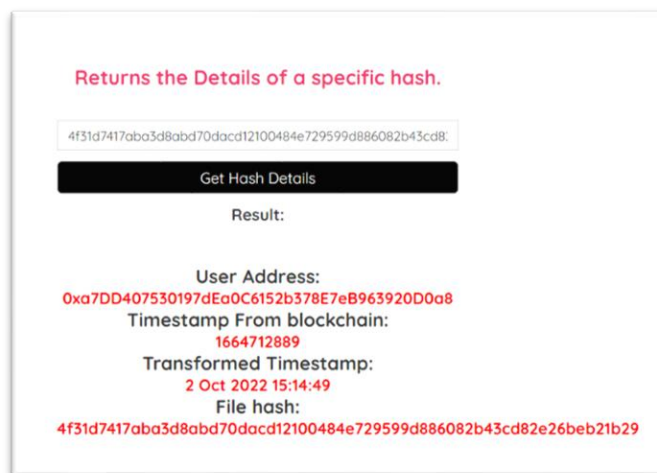 Returns the Details of a specific hash.
4f31d7417aba3d8abd70dacd12100484e729599d886082b43cd8
Get Hash Details
Result:
User Address:
0xa7DD407530197dEa0C6152b378E7eB963920D0a8
Timestamp From blockchain:
1664712889
Transformed Timestamp:
2 Oct 2022 15:14:49
File hash:
4f31d7417aba3d8abd70dacd12100484e729599d886082b43cd82e26beb21b29